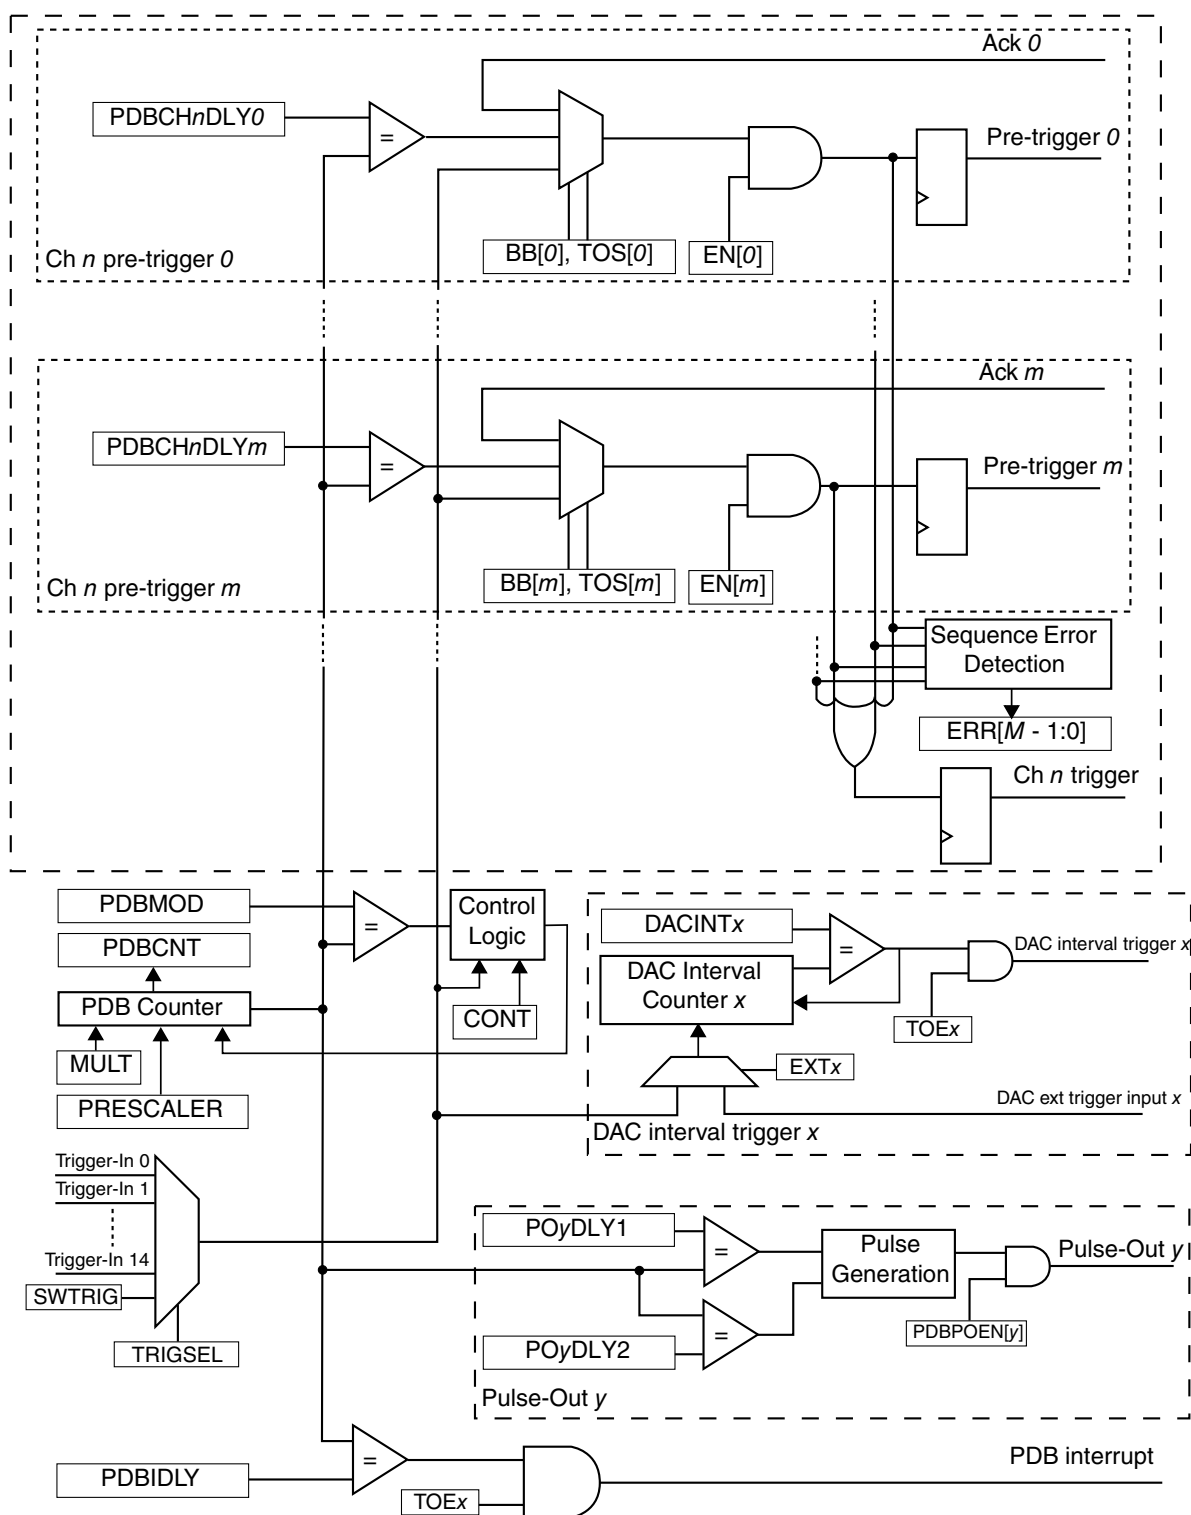 Ack 0
PDBCHnDLY0
=
Pre-trigger 0
BB[0], TOS[0]
EN[0]
Ch n pre-trigger 0
Ack m
PDBCHnDLYm
=
Pre-trigger m
BB[m], TOS[m]
EN[m]
Ch n pre-trigger m
Sequence Error
Detection
ERR[M - 1:0]
Ch n trigger
PDBMOD
=
Control
Logic
PDBCNT
PDB Counter
CONT
MULT
PRESCALER
DACINTx
=
DAC interval trigger x
DAC Interval
Counter x
TOEx
EXTx
DAC ext trigger input x
DAC interval trigger x
Trigger-In 0
Trigger-In 1
Trigger-In 14
SWTRIG
TRIGSEL
POyDLY1
=
Pulse
Generation
Pulse-Out y
PDBPOEN[y]
=
POyDLY2
Pulse-Out y
PDBIDLY
=
TOEx
PDB interrupt